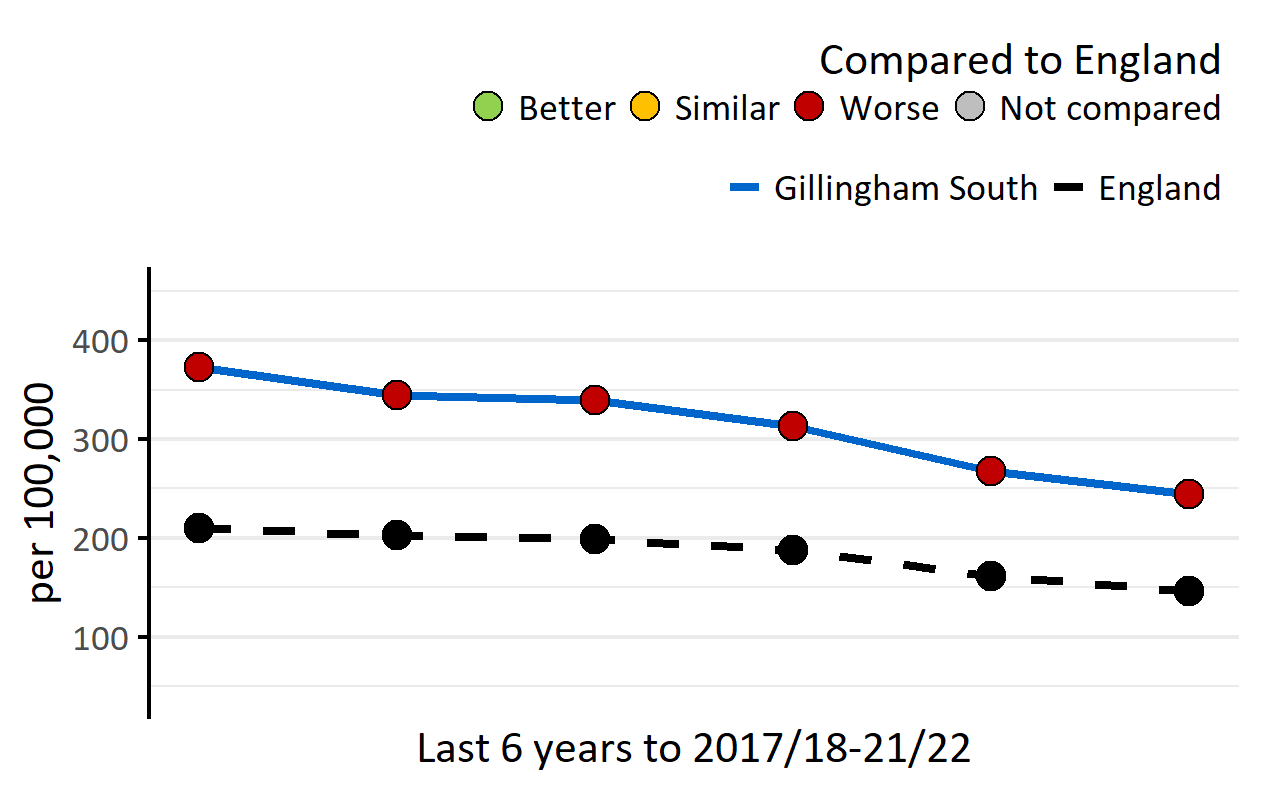 Compared to England
Better Similar Worse Not compared
Gillingham South England
400
300
200
100
per 100,000
Last 6 years to 2017/18-21/22